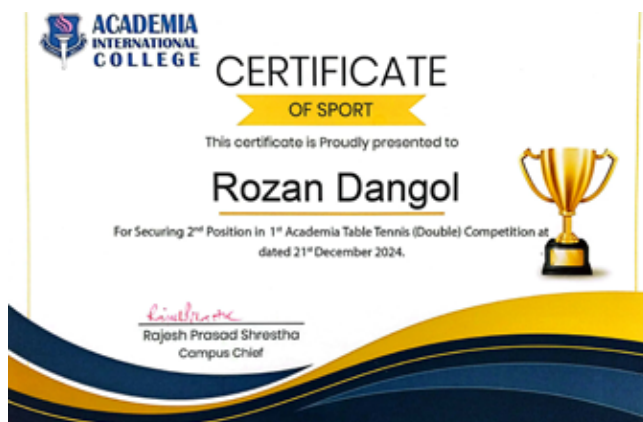 ACADEMIA
INTERNATIONAL
COLLEGE
CERTIFICATE
OF SPORT
This certificate is Proudly presented to
Rozan Dangol
For Securing 2nd Position in 1st Academia Table Tennis (Double) Competition at
dated 21st December 2024.
Rajesh Prasad Shrestha
Campus Chief